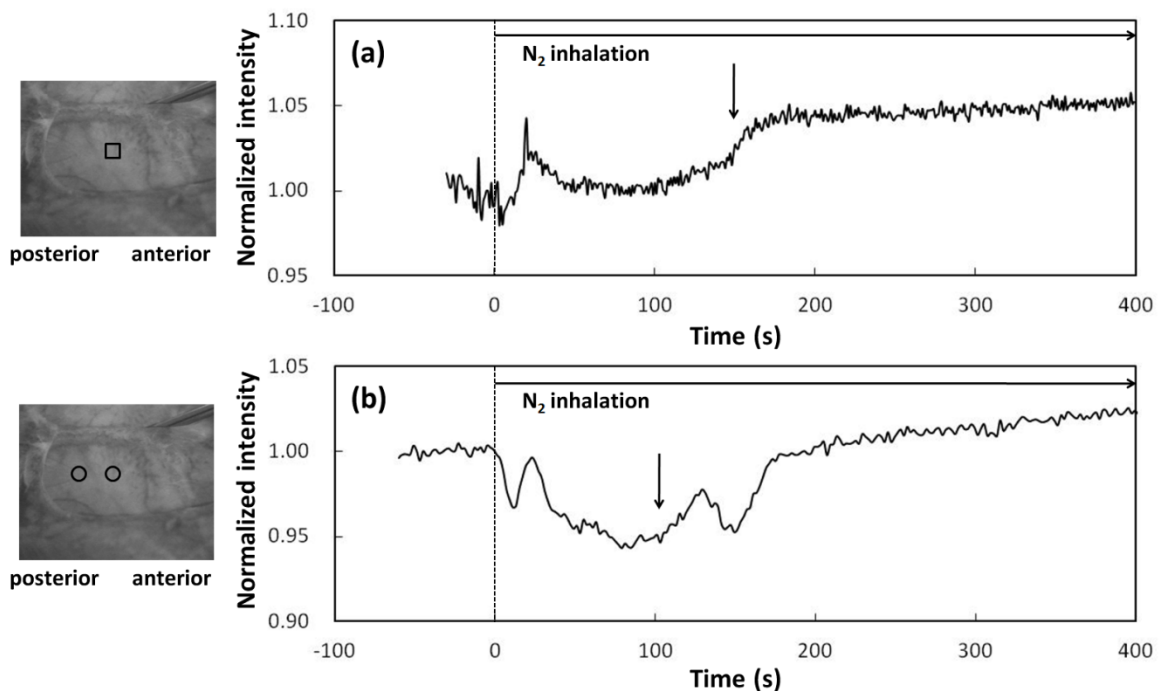 1.10
(a)
N₂ inhalation
1.05
1.00
0.95
Normalized intensity
-100 0 100 200 300 400
Time (s)
posterior anterior
1.05
(b)
N₂ inhalation
1.00
0.95
0.90
Normalized intensity
-100 0 100 200 300 400
Time (s)
posterior anterior